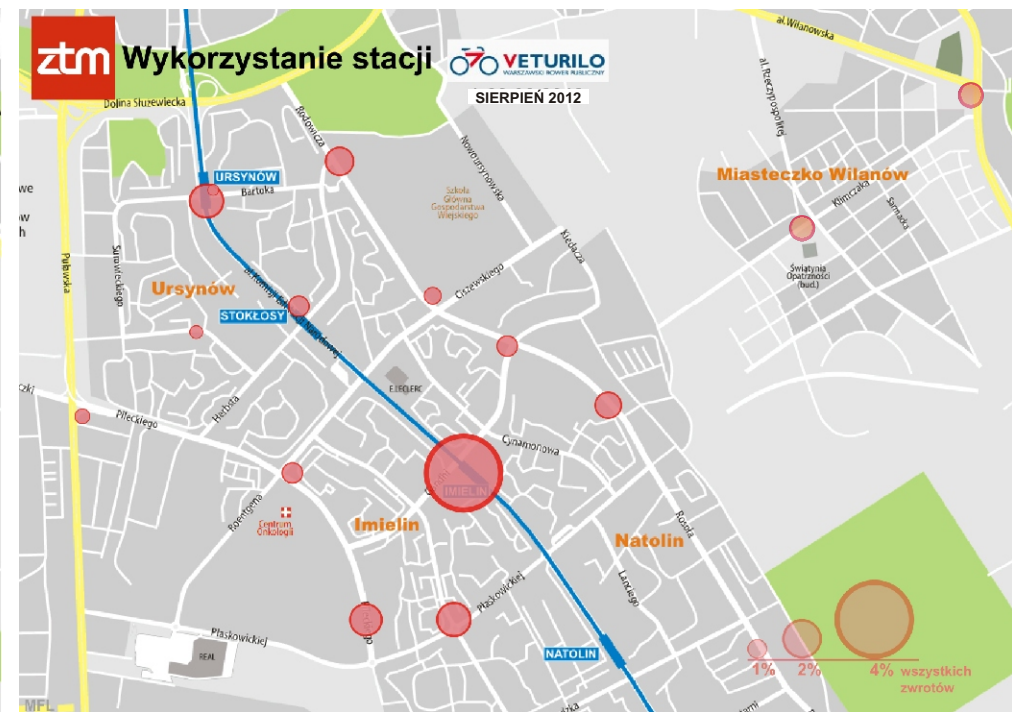 ztm Wykorzystanie stacji VETURILO
WARSZAWSKI ROWER PUBLICZNY
SIERPIEŃ 2012
al.Wilanowska
al.Rzeczypospolitej
Dolina Służewiecka
Rodowicza
Nowoursynowska
URSYNÓW
Bartoka
Szkoła
Główna
Gospodarstwa
Wiejskiego
Miasteczko Wilanów
Klimczaka
Sarmacka
Kiedacza
Puławska
Surowieckiego
Świątynia
Opatrzności
(bud.)
Ciszewskiego
Ursynów
STOKŁOSY
E.LECLERC
Herbsta
Pileckiego
Cynamonowa
IMIELIN
Roentgena
Centrum
Onkologii
Imielin
Natolin
Rosoła
Lanciego
Płaskowickiej
Płaskowickiej
REAL
NATOLIN
1% 2% 4% wszystkich
zwrotów
MFL